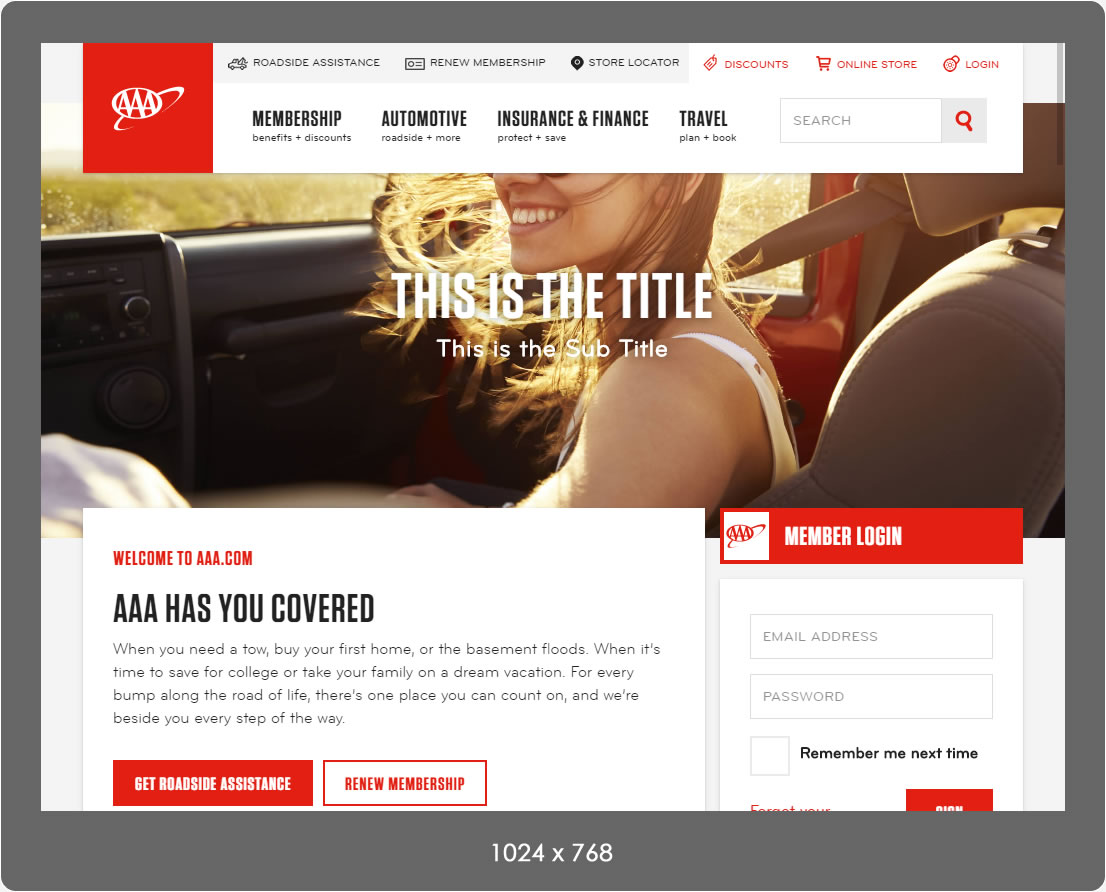 ROADSIDE ASSISTANCE RENEW MEMBERSHIP STORE LOCATOR DISCOUNTS ONLINE STORE LOGIN
AAA
MEMBERSHIP AUTOMOTIVE INSURANCE & FINANCE TRAVEL
benefits + discounts roadside + more protect + save plan + book
SEARCH
THIS IS THE TITLE
This is the Sub Title
WELCOME TO AAA.COM
AAA HAS YOU COVERED
When you need a tow, buy your first home, or the basement floods. When it's
time to save for college or take your family on a dream vacation. For every
bump along the road of life, there's one place you can count on, and we're
beside you every step of the way.
GET ROADSIDE ASSISTANCE RENEW MEMBERSHIP
AAA MEMBER LOGIN
EMAIL ADDRESS
PASSWORD
Remember me next time
Forgot your SIGN
1024 x 768